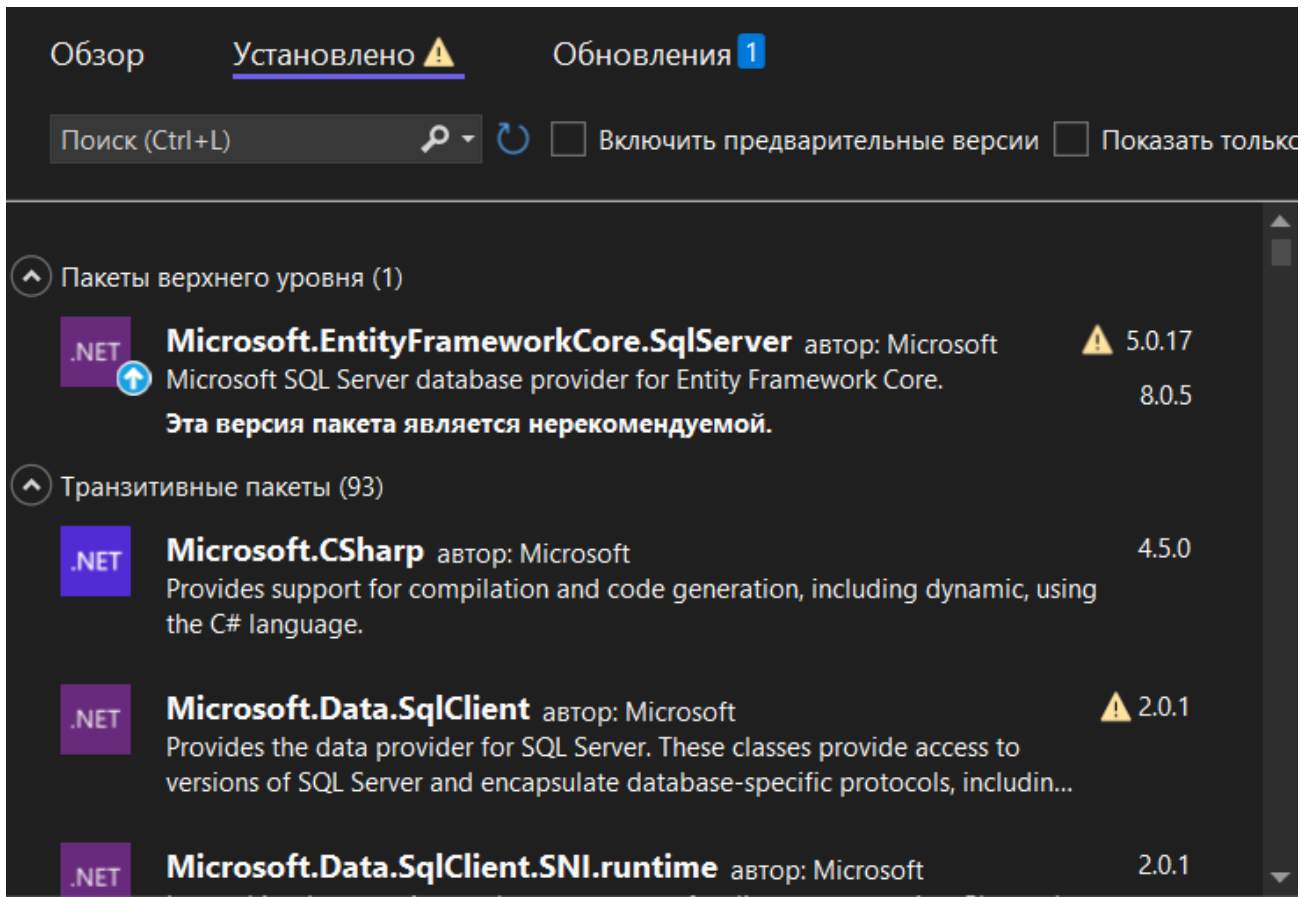 Обзор Установлено Обновления 1
Поиск (Ctrl+L) Включить предварительные версии Показать только
Пакеты верхнего уровня (1)
.NET Microsoft.EntityFrameworkCore.SqlServer автор: Microsoft 5.0.17
Microsoft SQL Server database provider for Entity Framework Core. 8.0.5
Эта версия пакета является нерекомендуемой.
Транзитивные пакеты (93)
.NET Microsoft.CSharp автор: Microsoft 4.5.0
Provides support for compilation and code generation, including dynamic, using
the C# language.
.NET Microsoft.Data.SqlClient автор: Microsoft 2.0.1
Provides the data provider for SQL Server. These classes provide access to
versions of SQL Server and encapsulate database-specific protocols, includin...
.NET Microsoft.Data.SqlClient.SNI.runtime автор: Microsoft 2.0.1